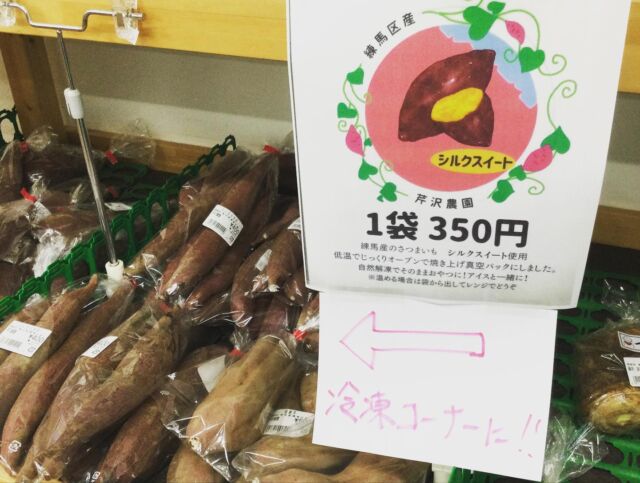 練馬区産
シルクスイート
芹沢農園
1袋 350円
練馬産のさつまいも シルクスイート使用
低温でじっくりオーブンで焼き上げ真空パックにしました。
自然解凍でそのままおやつに！アイスと一緒に！
※温める場合は袋から出してレンジでどうぞ
冷凍コーナーに!!